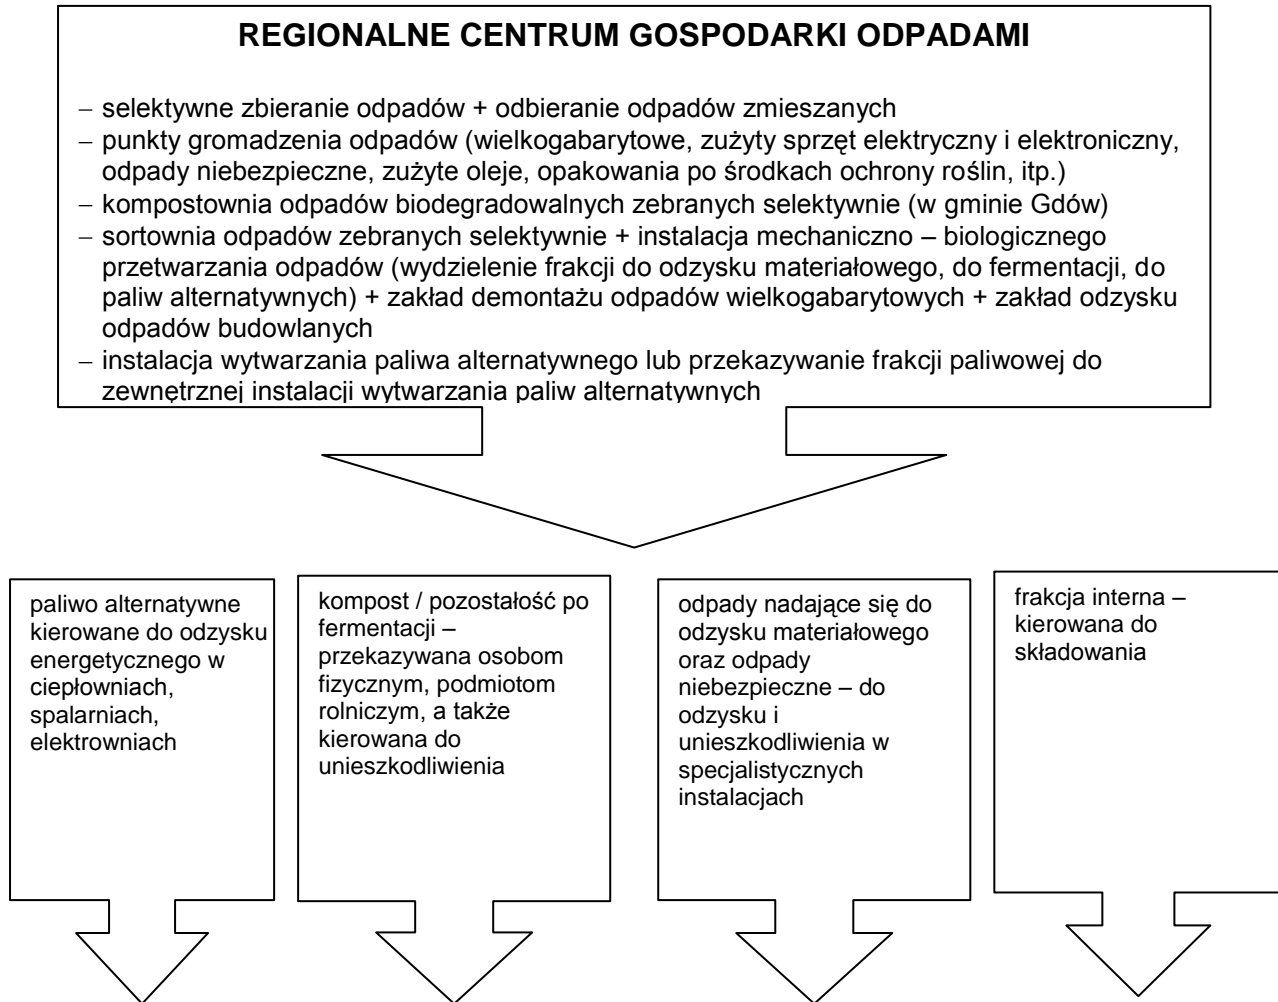 REGIONALNE CENTRUM GOSPODARKI ODPADAMI
– selektywne zbieranie odpadów + odbieranie odpadów zmieszanych
– punkty gromadzenia odpadów (wielkogabarytowe, zużyty sprzęt elektryczny i elektroniczny,
odpady niebezpieczne, zużyte oleje, opakowania po środkach ochrony roślin, itp.)
– kompostownia odpadów biodegradowalnych zebranych selektywnie (w gminie Gdów)
– sortownia odpadów zebranych selektywnie + instalacja mechaniczno – biologicznego
przetwarzania odpadów (wydzielenie frakcji do odzysku materiałowego, do fermentacji, do
paliw alternatywnych) + zakład demontażu odpadów wielkogabarytowych + zakład odzysku
odpadów budowlanych
– instalacja wytwarzania paliwa alternatywnego lub przekazywanie frakcji paliwowej do
zewnętrznej instalacji wytwarzania paliw alternatywnych
paliwo alternatywne
kierowane do odzysku
energetycznego w
ciepłowniach,
spalarniach,
elektrowniach
kompost / pozostałość po
fermentacji –
przekazywana osobom
fizycznym, podmiotom
rolniczym, a także
kierowana do
unieszkodliwienia
odpady nadające się do
odzysku materiałowego
oraz odpady
niebezpieczne – do
odzysku i
unieszkodliwienia w
specjalistycznych
instalacjach
frakcja interna –
kierowana do
składowania